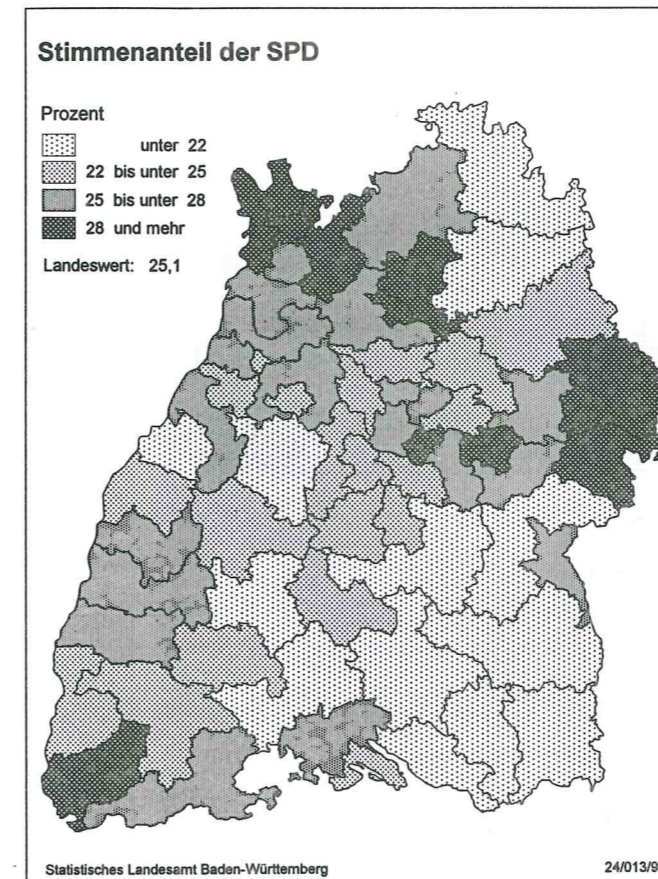 Stimmenanteil der SPD
Prozent
unter 22
22 bis unter 25
25 bis unter 28
28 und mehr
Landeswert: 25,1
Statistisches Landesamt Baden-Württemberg
24/013/9